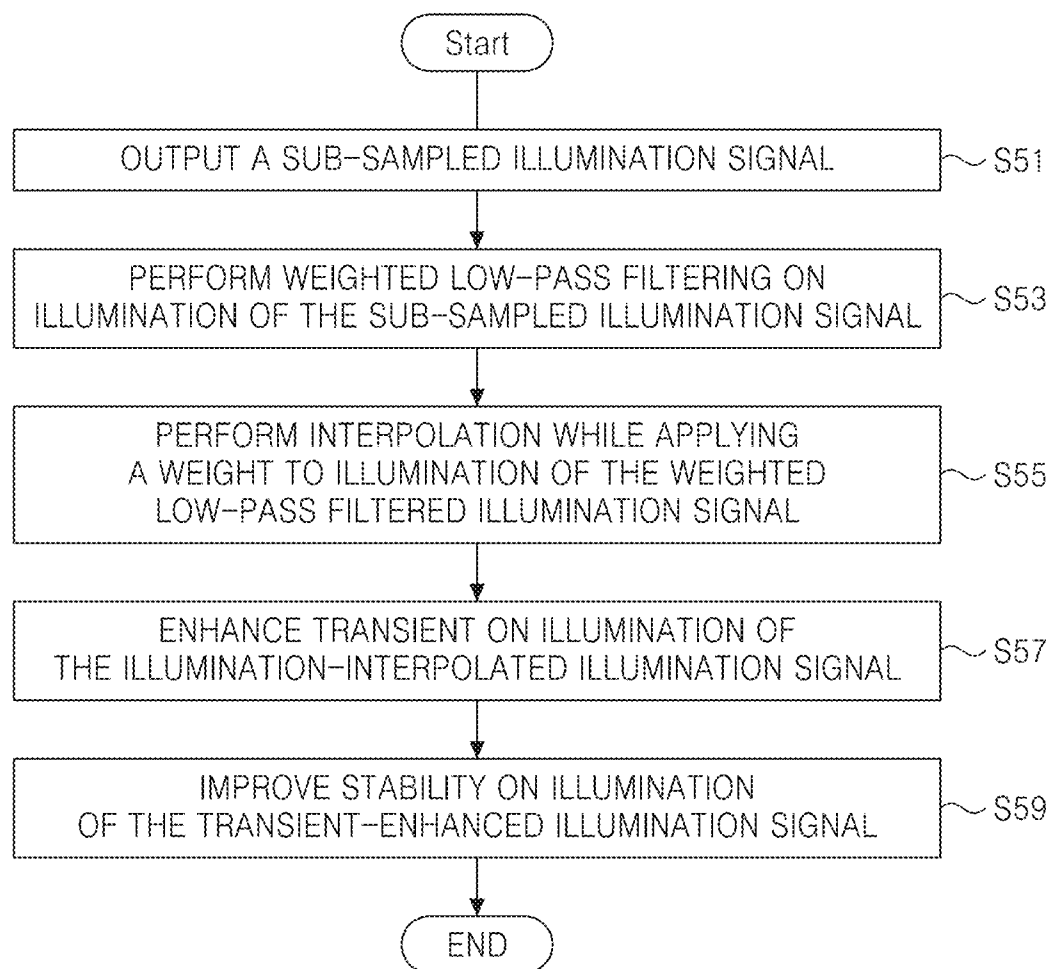 Start
OUTPUT A SUB-SAMPLED ILLUMINATION SIGNAL
S51
PERFORM WEIGHTED LOW-PASS FILTERING ON
ILLUMINATION OF THE SUB-SAMPLED ILLUMINATION SIGNAL
S53
PERFORM INTERPOLATION WHILE APPLYING
A WEIGHT TO ILLUMINATION OF THE WEIGHTED
LOW-PASS FILTERED ILLUMINATION SIGNAL
S55
ENHANCE TRANSIENT ON ILLUMINATION OF
THE ILLUMINATION-INTERPOLATED ILLUMINATION SIGNAL
S57
IMPROVE STABILITY ON ILLUMINATION
OF THE TRANSIENT-ENHANCED ILLUMINATION SIGNAL
S59
END